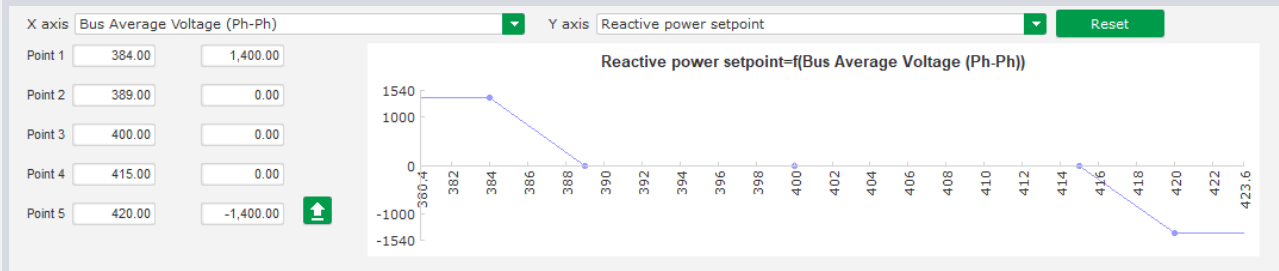 X axis Bus Average Voltage (Ph-Ph) Y axis Reactive power setpoint Reset
Point 1 384.00 1,400.00
Point 2 389.00 0.00
Point 3 400.00 0.00
Point 4 415.00 0.00
Point 5 420.00 -1,400.00
Reactive power setpoint=f(Bus Average Voltage (Ph-Ph))
1540
1000
0
-1000
-1540
380.4 382 384 386 388 390 392 394 396 398 400 402 404 406 408 410 412 414 416 418 420 422 423.6